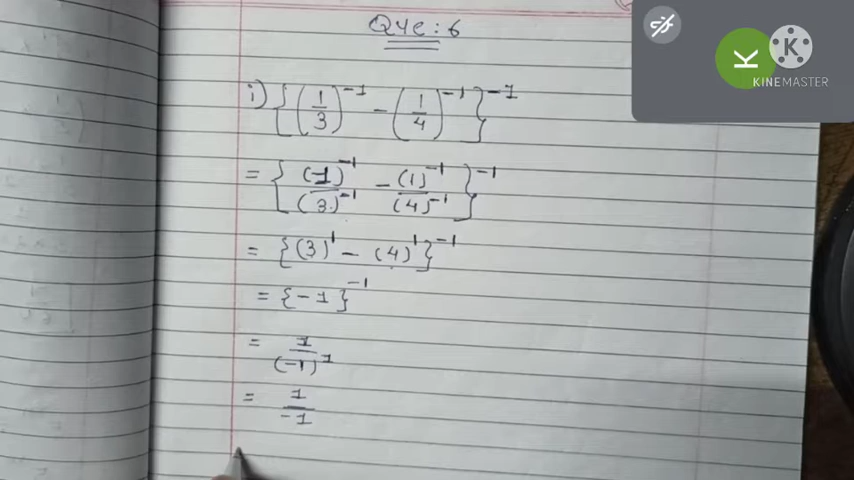 Que: 6
i) {(1/3)^-1 - (1/4)^-1}^-1
= {(1)^-1/(3)^-1 - (1)^-1/(4)^-1}^-1
= {(3)^1 - (4)^1}^-1
= {-1}^-1
= 1/(-1)^1
= 1/-1
K
KINEMASTER